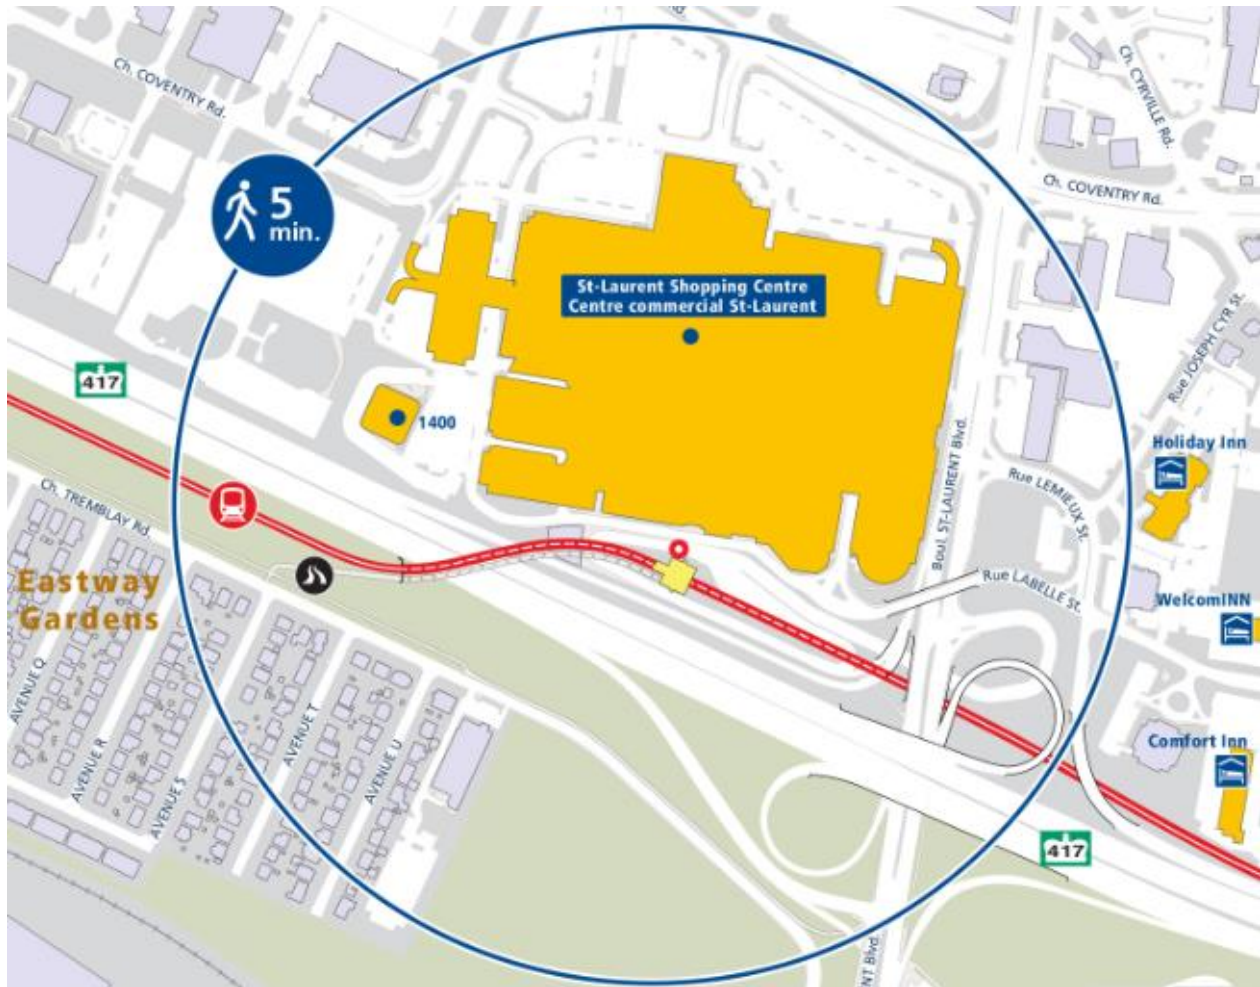 Ch. COVENTRY Rd.
Ch. CYRVILLE Rd.
5
min.
Ch. COVENTRY Rd.
St-Laurent Shopping Centre
Centre commercial St-Laurent
Rue JOSEPH CYR St.
417
1400
Boul. ST-LAURENT Blvd.
Holiday Inn
Rue LEMIEUX St.
Ch. TREMBLAY Rd.
Eastway
Gardens
Rue LABELLE St.
WelcomINN
AVENUE Q
AVENUE R
AVENUE S
AVENUE T
AVENUE U
Comfort Inn
417
NT Blvd.